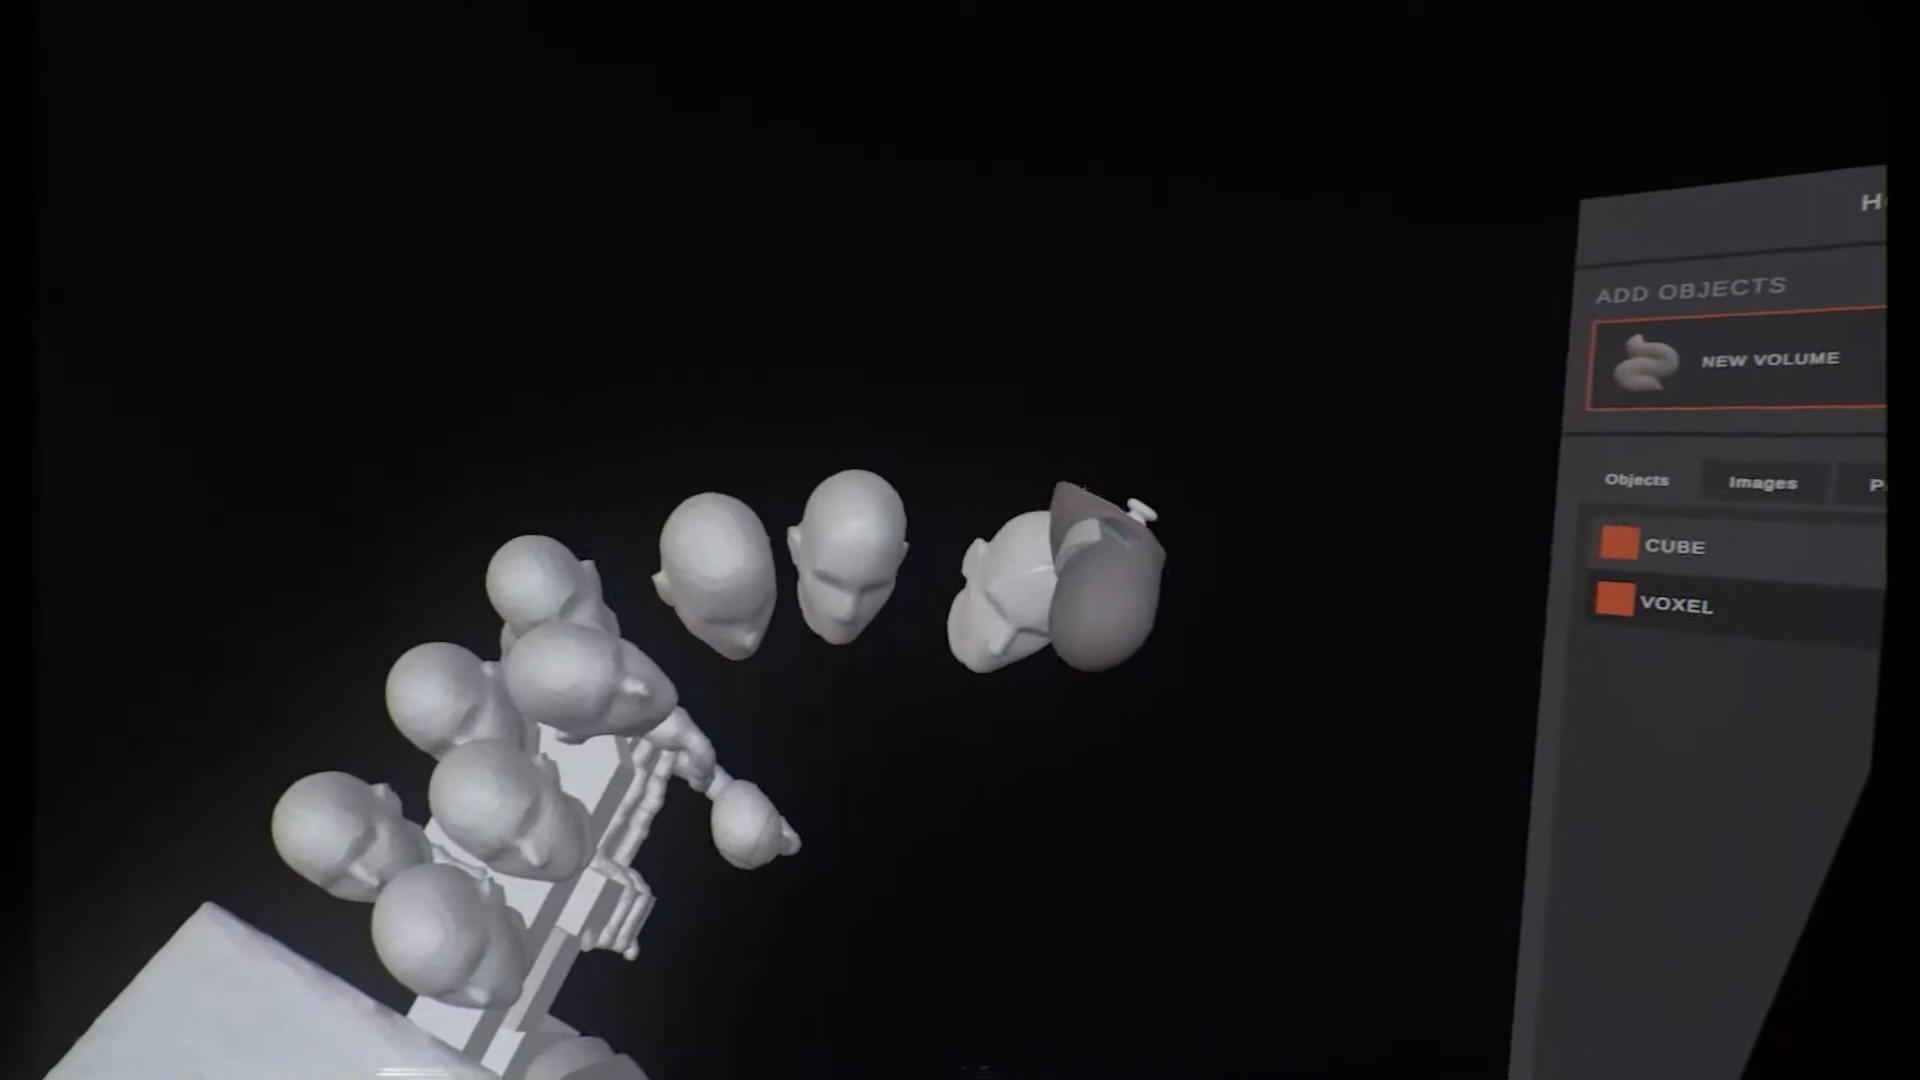 ADD OBJECTS
NEW VOLUME
Objects Images
CUBE
VOXEL